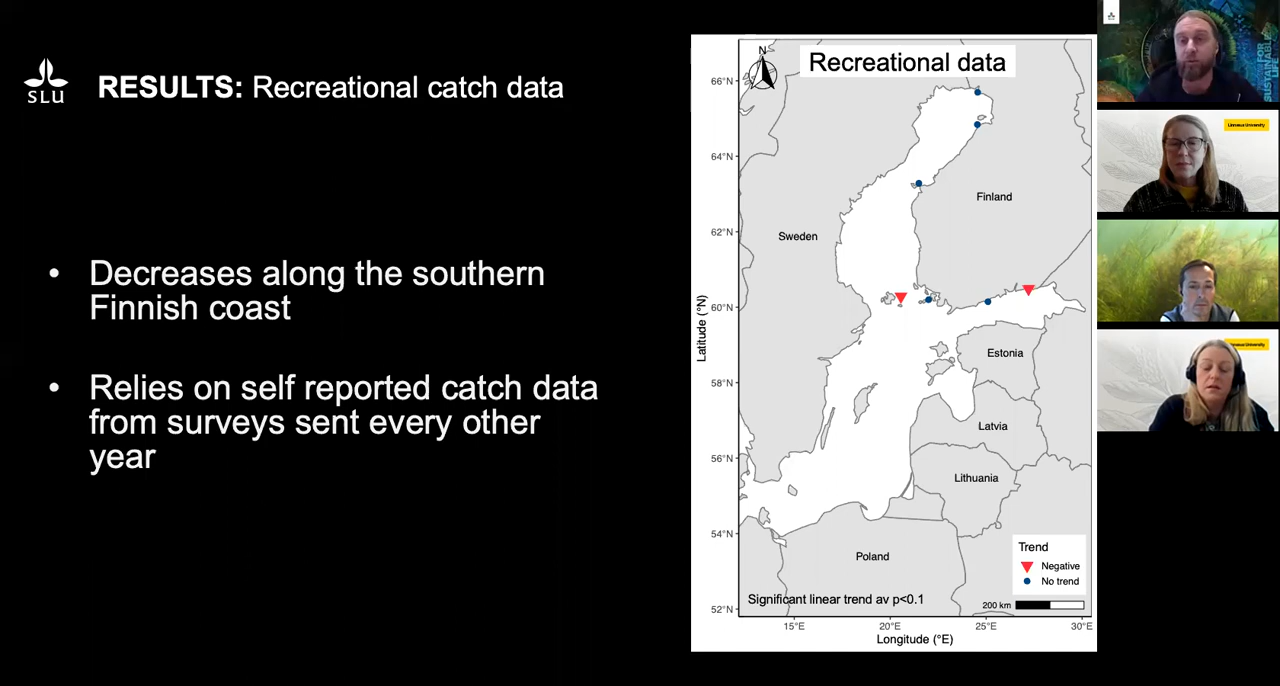 SLU
RESULTS: Recreational catch data
• Decreases along the southern
Finnish coast
• Relies on self reported catch data
from surveys sent every other
year
Recreational data
N
66°N
64°N
62°N
60°N
58°N
56°N
54°N
52°N
Latitude (°N)
Finland
Sweden
Estonia
Latvia
Lithuania
Poland
Trend
Negative
No trend
Significant linear trend av p<0.1
200 km
15°E
20°E
25°E
30°E
Longitude (°E)
FOR
SUSTAINABLE
LIFE
Linnaeus University
Linnaeus University